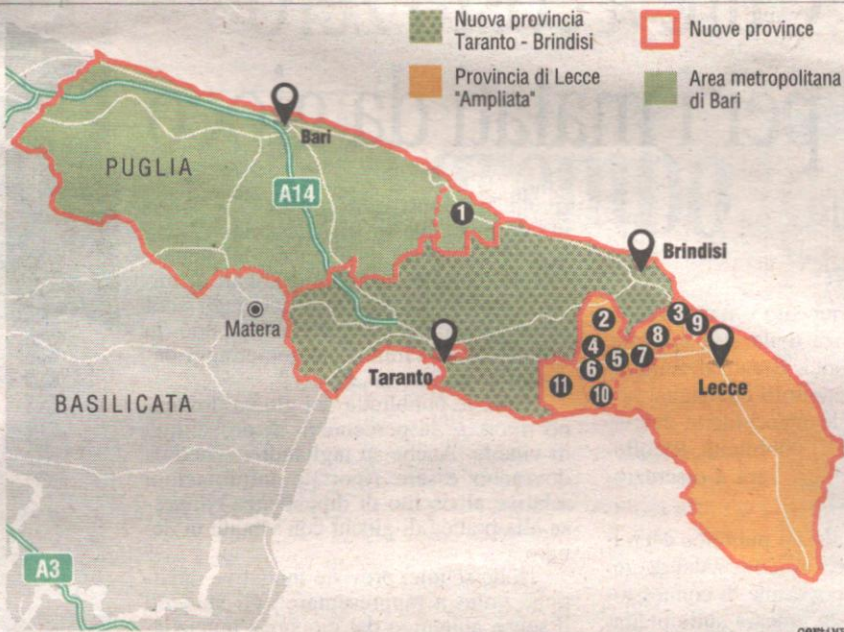 Nuova provincia
Taranto - Brindisi
Nuove province
Provincia di Lecce
"Ampliata"
Area metropolitana
di Bari
Bari
PUGLIA
A14
1
Brindisi
Matera
2
3
9
8
4
5
7
Taranto
6
11
10
Lecce
BASILICATA
A3